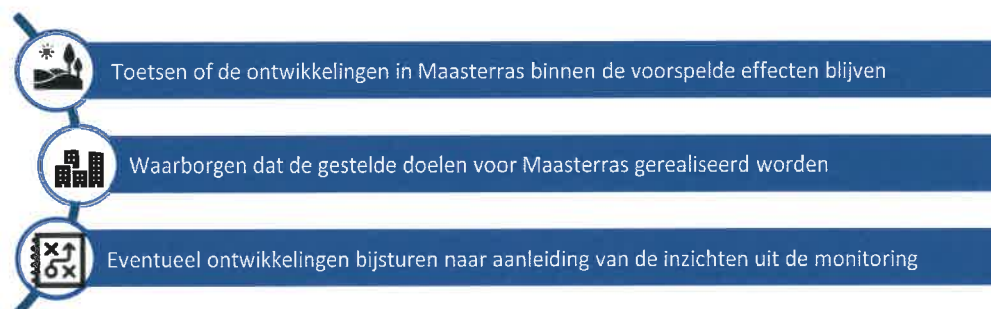 Toetsen of de ontwikkelingen in Maasterras binnen de voorspelde effecten blijven
Waarborgen dat de gestelde doelen voor Maasterras gerealiseerd worden
Eventueel ontwikkelingen bijsturen naar aanleiding van de inzichten uit de monitoring